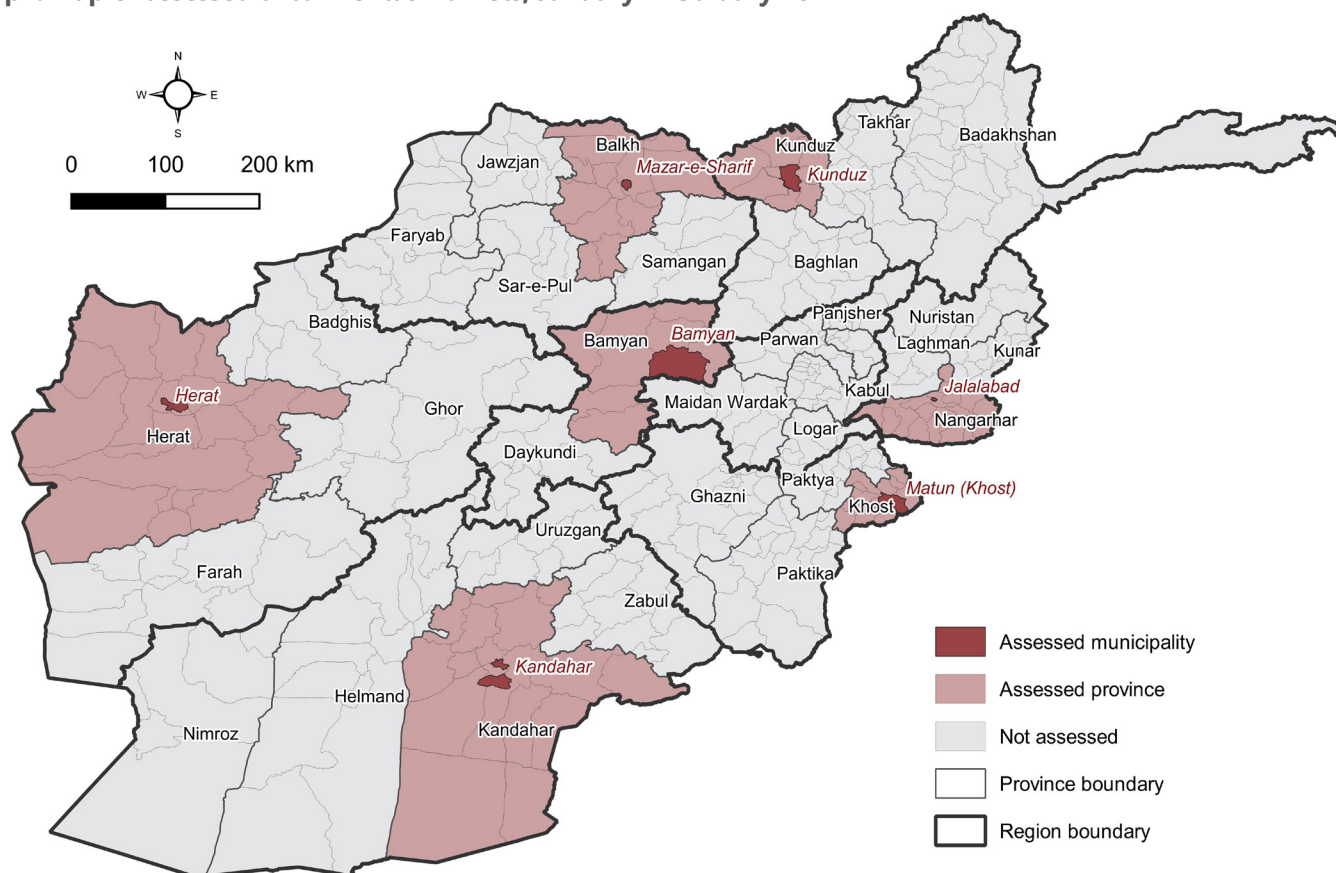 N
W E
S
0 100 200 km
Takhar
Badakhshan
Balkh
Kunduz
Jawzjan
Mazar-e-Sharif
Kunduz
Faryab
Samangan
Baghlan
Sar-e-Pul
Badghis
Panjsher
Nuristan
Bamyan
Bamyan
Parwan
Laghman
Kunar
Herat
Jalalabad
Kabul
Ghor
Maidan Wardak
Nangarhar
Herat
Logar
Daykundi
Paktya
Matun (Khost)
Ghazni
Khost
Uruzgan
Farah
Paktika
Zabul
Kandahar
Helmand
Nimroz
Kandahar
Assessed municipality
Assessed province
Not assessed
Province boundary
Region boundary